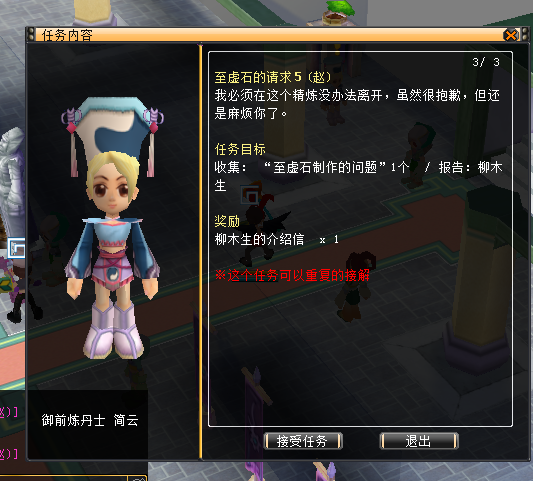 任务内容
3/ 3
至虚石的请求５（赵）
我必须在这个精炼没办法离开，虽然很抱歉，但还
是麻烦你了。
任务目标
收集： “至虚石制作的问题”1个 / 报告：柳木
生
奖励
柳木生的介绍信 x 1
※这个任务可以重复的接解
御前炼丹士 简云
接受任务
退出
)]
)]